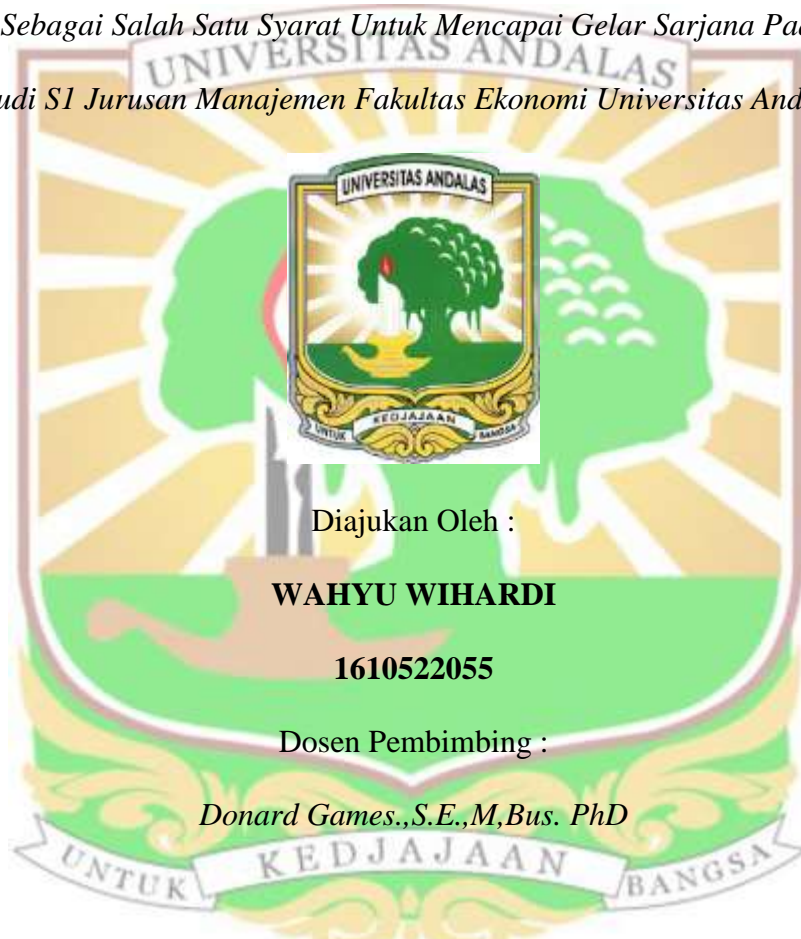 Sebagai Salah Satu Syarat Untuk Mencapai Gelar Sarjana
UNIVERSITAS ANDALAS
S1 Jurusan Manajemen Fakultas Ekonomi Universitas
UNIVERSITAS ANDALAS
UNTUK KEDJAJAAN BANGSA
Diajukan Oleh :
WAHYU WIHARDI
1610522055
Dosen Pembimbing :
Donard Games.,S.E.,M,Bus. PhD
UNTUK KEDJAJAAN BANGSA